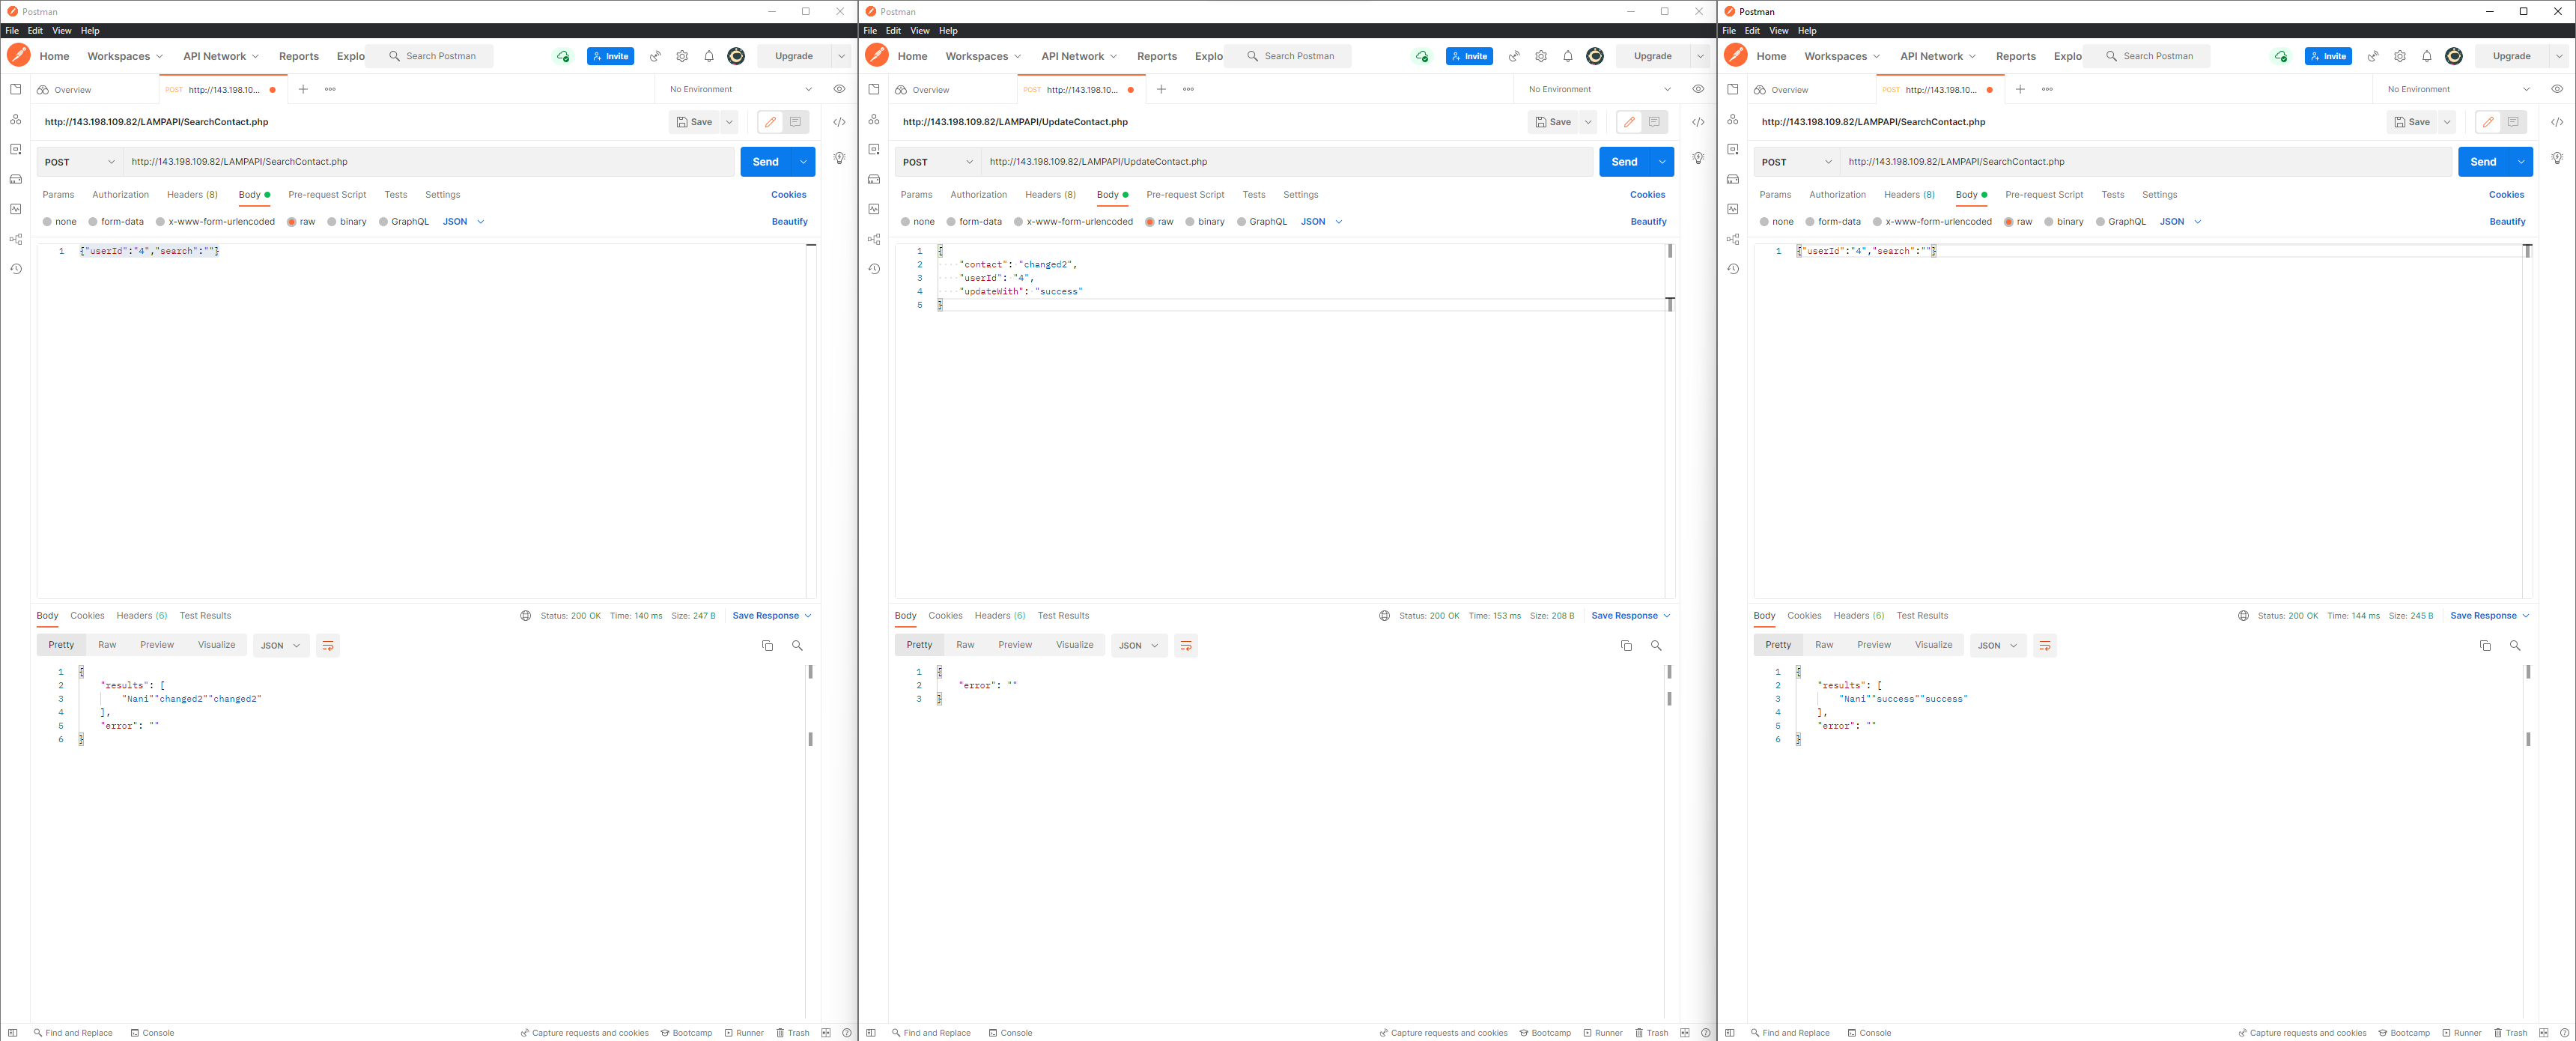 Postman
File Edit View Help
Home Workspaces API Network Reports Explo Search Postman Invite Upgrade
Overview POST http://143.198.10... No Environment
http://143.198.109.82/LAMPAPI/SearchContact.php Save
POST http://143.198.109.82/LAMPAPI/SearchContact.php Send
Params Authorization Headers (8) Body Pre-request Script Tests Settings Cookies
none form-data x-www-form-urlencoded raw binary GraphQL JSON Beautify
1 {"userId":"4","search":""}
Body Cookies Headers (6) Test Results Status: 200 OK Time: 140 ms Size: 247 B Save Response
Pretty Raw Preview Visualize JSON
1 {
2 "results": [
3 "Nani""changed2""changed2"
4 ],
5 "error": ""
6 }
Find and Replace Console Capture requests and cookies Bootcamp Runner Trash
Postman
File Edit View Help
Home Workspaces API Network Reports Explo Search Postman Invite Upgrade
Overview POST http://143.198.10... No Environment
http://143.198.109.82/LAMPAPI/UpdateContact.php Save
POST http://143.198.109.82/LAMPAPI/UpdateContact.php Send
Params Authorization Headers (8) Body Pre-request Script Tests Settings Cookies
none form-data x-www-form-urlencoded raw binary GraphQL JSON Beautify
1 {
2 "contact": "changed2",
3 "userId": "4",
4 "updateWith": "success"
5 }
Body Cookies Headers (6) Test Results Status: 200 OK Time: 153 ms Size: 208 B Save Response
Pretty Raw Preview Visualize JSON
1 {
2 "error": ""
3 }
Find and Replace Console Capture requests and cookies Bootcamp Runner Trash
Postman
File Edit View Help
Home Workspaces API Network Reports Explo Search Postman Invite Upgrade
Overview POST http://143.198.10... No Environment
http://143.198.109.82/LAMPAPI/SearchContact.php Save
POST http://143.198.109.82/LAMPAPI/SearchContact.php Send
Params Authorization Headers (8) Body Pre-request Script Tests Settings Cookies
none form-data x-www-form-urlencoded raw binary GraphQL JSON Beautify
1 {"userId":"4","search":""}
Body Cookies Headers (6) Test Results Status: 200 OK Time: 144 ms Size: 245 B Save Response
Pretty Raw Preview Visualize JSON
1 {
2 "results": [
3 "Nani""success""success"
4 ],
5 "error": ""
6 }
Find and Replace Console Capture requests and cookies Bootcamp Runner Trash